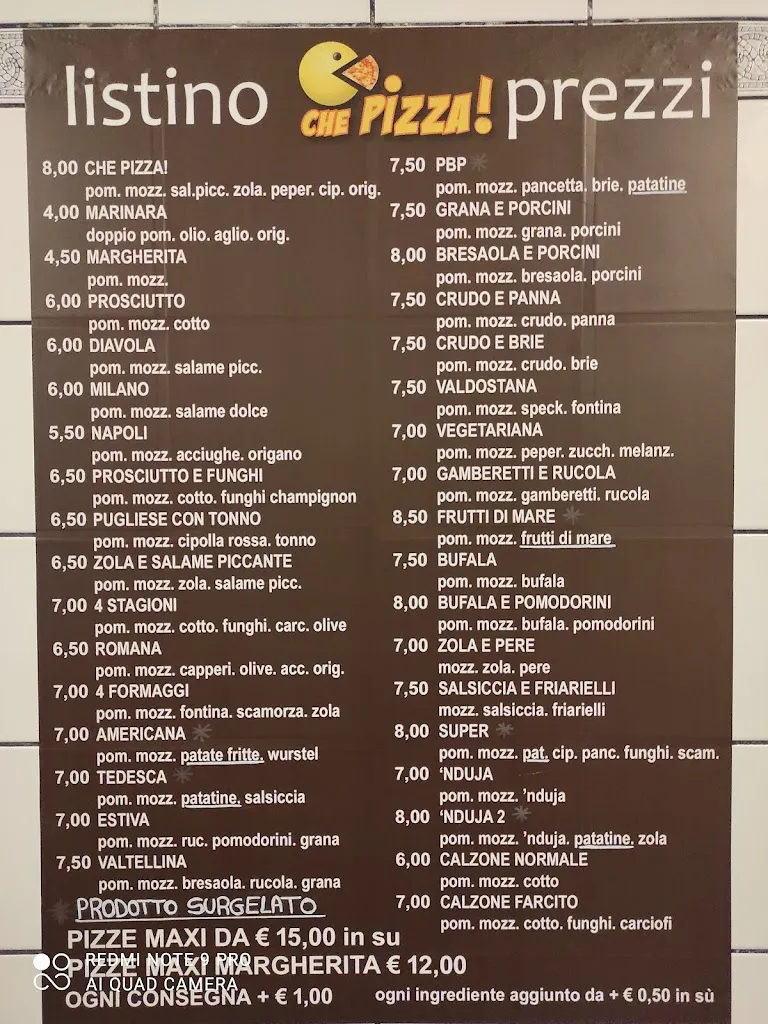 listino CHE PIZZA! prezzi
8,00 CHE PIZZA!
pom. mozz. sal.picc. zola. peper. cip. orig.
4,00 MARINARA
doppio pom. olio. aglio. orig.
4,50 MARGHERITA
pom. mozz.
6,00 PROSCIUTTO
pom. mozz. cotto
6,00 DIAVOLA
pom. mozz. salame picc.
6,00 MILANO
pom. mozz. salame dolce
5,50 NAPOLI
pom. mozz. acciughe. origano
6,50 PROSCIUTTO E FUNGHI
pom. mozz. cotto. funghi champignon
6,50 PUGLIESE CON TONNO
pom. mozz. cipolla rossa. tonno
6,50 ZOLA E SALAME PICCANTE
pom. mozz. zola. salame picc.
7,00 4 STAGIONI
pom. mozz. cotto. funghi. carc. olive
6,50 ROMANA
pom. mozz. capperi. olive. acc. orig.
7,00 4 FORMAGGI
pom. mozz. fontina. scamorza. zola
7,00 AMERICANA *
pom. mozz. patate fritte. wurstel
7,00 TEDESCA *
pom. mozz. patatine. salsiccia
7,00 ESTIVA
pom. mozz. ruc. pomodorini. grana
7,50 VALTELLINA
pom. mozz. bresaola. rucola. grana
7,50 PBP *
pom. mozz. pancetta. brie. patatine
7,50 GRANA E PORCINI
pom. mozz. grana. porcini
8,00 BRESAOLA E PORCINI
pom. mozz. bresaola. porcini
7,50 CRUDO E PANNA
pom. mozz. crudo. panna
7,50 CRUDO E BRIE
pom. mozz. crudo. brie
7,50 VALDOSTANA
pom. mozz. speck. fontina
7,00 VEGETARIANA
pom. mozz. peper. zucch. melanz.
7,00 GAMBERETTI E RUCOLA
pom. mozz. gamberetti. rucola
8,50 FRUTTI DI MARE *
pom. mozz. frutti di mare
7,50 BUFALA
pom. mozz. bufala
8,00 BUFALA E POMODORINI
pom. mozz. bufala. pomodorini
7,00 ZOLA E PERE
mozz. zola. pere
7,50 SALSICCIA E FRIARIELLI
mozz. salsiccia. friarielli
8,00 SUPER *
pom. mozz. pat. cip. panc. funghi. scam.
7,00 ‘NDUJA
pom. mozz. ’nduja
8,00 ‘NDUJA 2 *
pom. mozz. ’nduja. patatine. zola
6,00 CALZONE NORMALE
pom. mozz. cotto
7,00 CALZONE FARCITO
pom. mozz. cotto. funghi. carciofi
* PRODOTTO SURGELATO
PIZZE MAXI DA € 15,00 in su
PIZZE MAXI MARGHERITA € 12,00
OGNI CONSEGNA + € 1,00
ogni ingrediente aggiunto da + € 0,50 in sù
REDMI NOTE 9 PRO
AI QUAD CAMERA